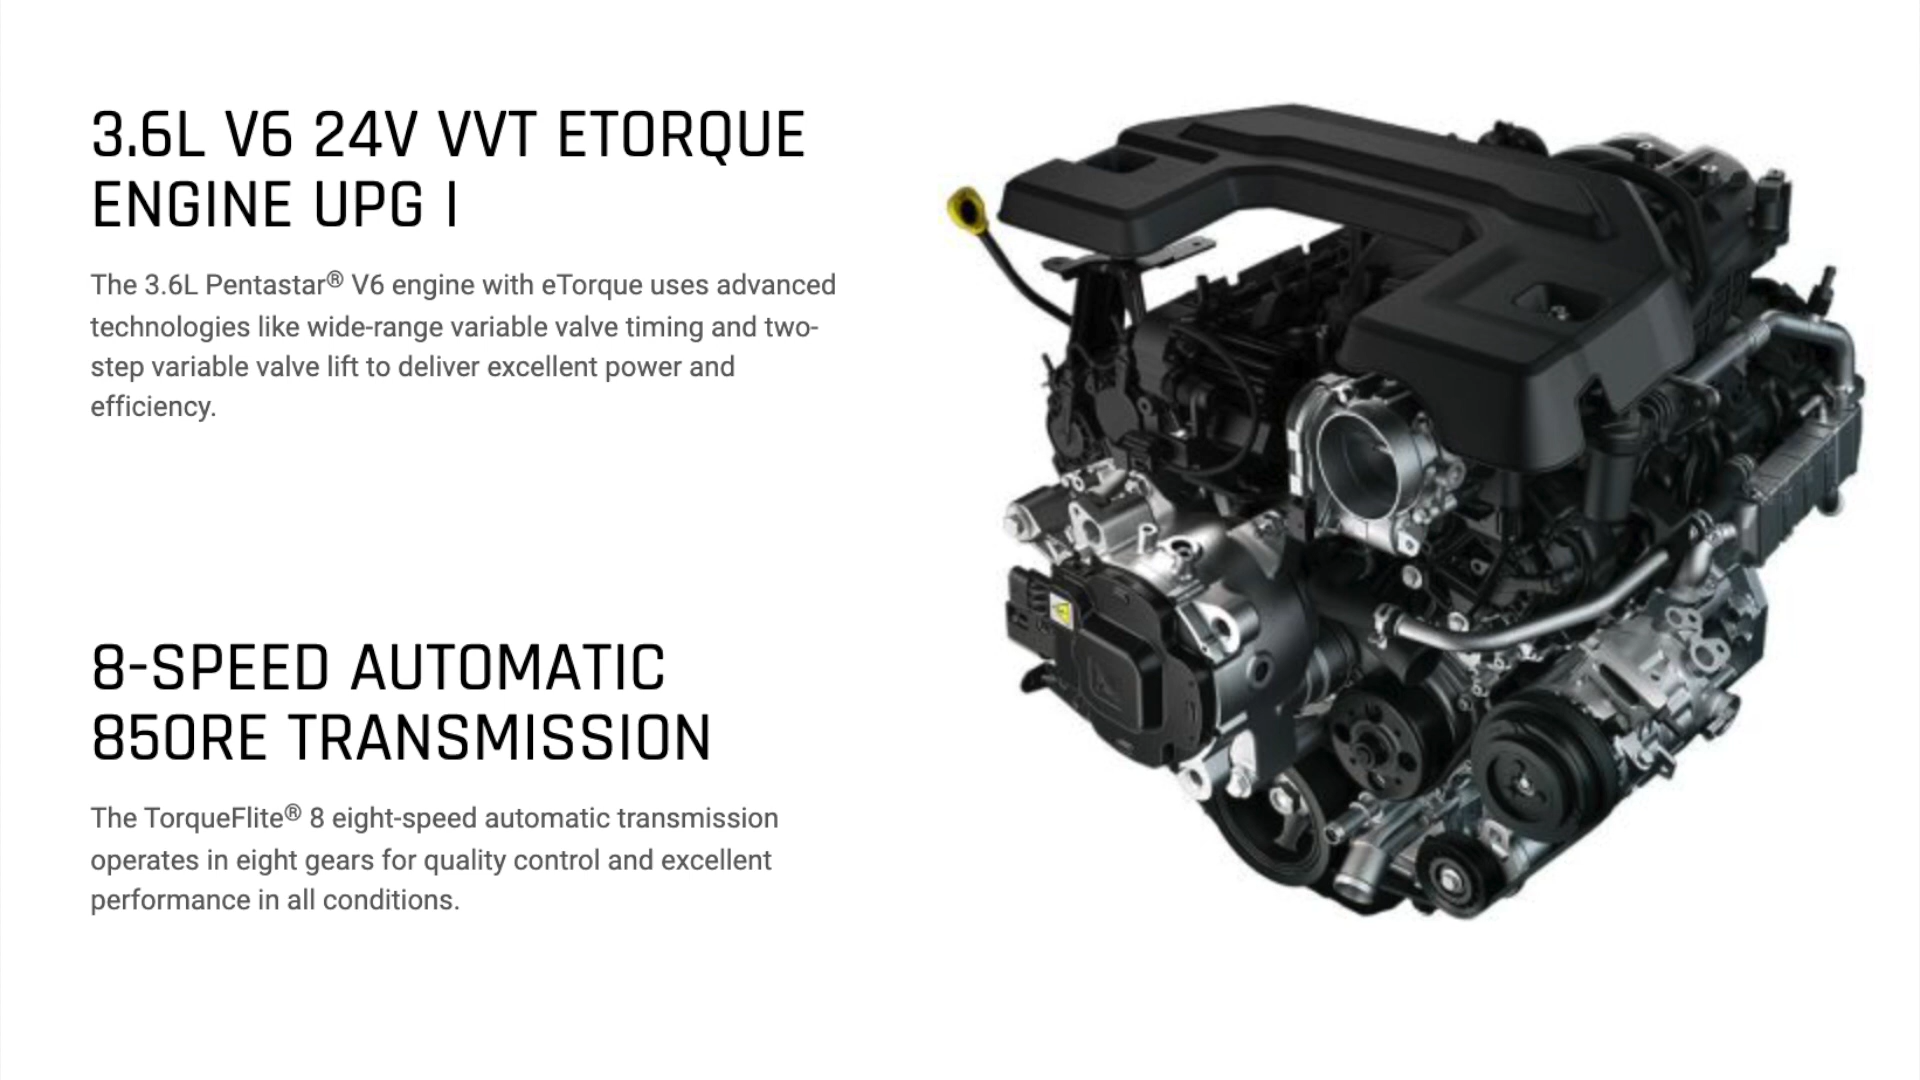 3.6L V6 24V VVT ETORQUE
ENGINE UPG I
The 3.6L Pentastar® V6 engine with eTorque uses advanced
technologies like wide-range variable valve timing and two-
step variable valve lift to deliver excellent power and
efficiency.
8-SPEED AUTOMATIC
850RE TRANSMISSION
The TorqueFlite® 8 eight-speed automatic transmission
operates in eight gears for quality control and excellent
performance in all conditions.